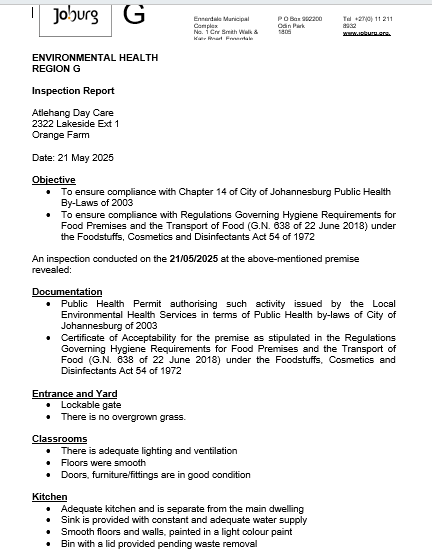 Joburg
G
Ennerdale Municipal
Complex
No. 1 Cnr Smith Walk &
Katz Road, Ennerdale
P O Box 992200
Odin Park
1805
Tel +27(0) 11 211
8932
www.joburg.org.
ENVIRONMENTAL HEALTH
REGION G
Inspection Report
Atlehang Day Care
2322 Lakeside Ext 1
Orange Farm
Date: 21 May 2025
Objective
• To ensure compliance with Chapter 14 of City of Johannesburg Public Health
By-Laws of 2003
• To ensure compliance with Regulations Governing Hygiene Requirements for
Food Premises and the Transport of Food (G.N. 638 of 22 June 2018) under
the Foodstuffs, Cosmetics and Disinfectants Act 54 of 1972
An inspection conducted on the 21/05/2025 at the above-mentioned premise
revealed:
Documentation
• Public Health Permit authorising such activity issued by the Local
Environmental Health Services in terms of Public Health by-laws of City of
Johannesburg of 2003
• Certificate of Acceptability for the premise as stipulated in the Regulations
Governing Hygiene Requirements for Food Premises and the Transport of
Food (G.N. 638 of 22 June 2018) under the Foodstuffs, Cosmetics and
Disinfectants Act 54 of 1972
Entrance and Yard
• Lockable gate
• There is no overgrown grass.
Classrooms
• There is adequate lighting and ventilation
• Floors were smooth
• Doors, furniture/fittings are in good condition
Kitchen
• Adequate kitchen and is separate from the main dwelling
• Sink is provided with constant and adequate water supply
• Smooth floors and walls, painted in a light colour paint
• Bin with a lid provided pending waste removal